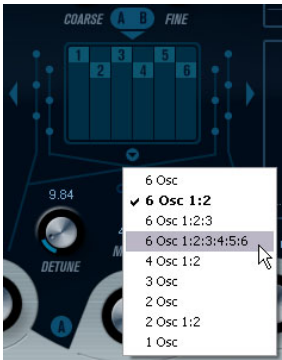 COARSE A B FINE
1 3 5
2 4 6
9.84
DETUNE
A
6 Osc
✓ 6 Osc 1:2
6 Osc 1:2:3
6 Osc 1:2:3:4:5:6
4 Osc 1:2
3 Osc
2 Osc
2 Osc 1:2
1 Osc